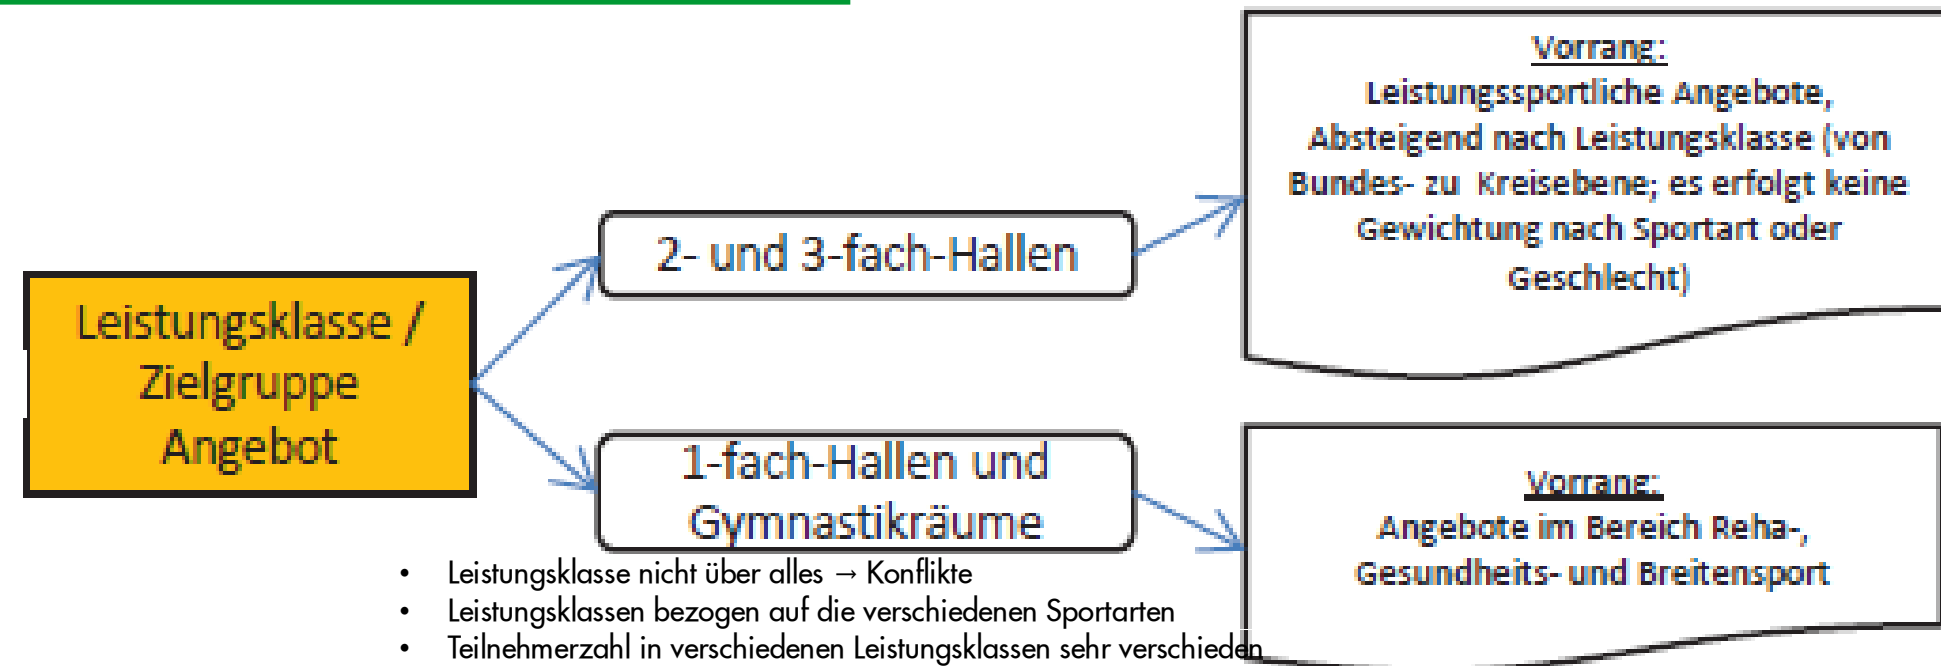 Leistungsklasse /
Zielgruppe
Angebot
2- und 3-fach-Hallen
Vorrang:
Leistungssportliche Angebote,
Absteigend nach Leistungsklasse (von
Bundes- zu Kreisebene; es erfolgt keine
Gewichtung nach Sportart oder
Geschlecht)
1-fach-Hallen und
Gymnastikräume
Vorrang:
Angebote im Bereich Reha-,
Gesundheits- und Breitensport
• Leistungsklasse nicht über alles → Konflikte
• Leistungsklassen bezogen auf die verschiedenen Sportarten
• Teilnehmerzahl in verschiedenen Leistungsklassen sehr verschieden